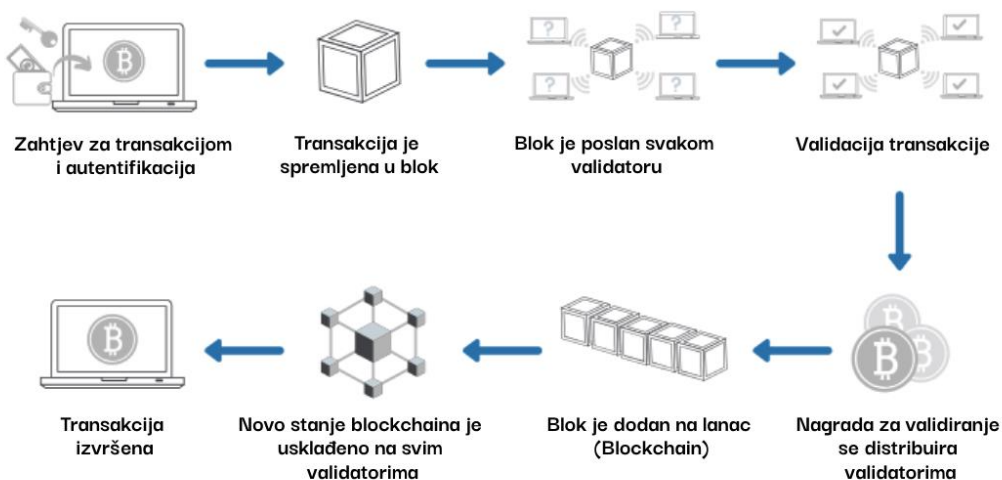 Zahtjev za transakcijom
i autentifikacija
Transakcija je
spremljena u blok
Blok je poslan svakom
validatoru
Validacija transakcije
Nagrada za validiranje
se distribuira
validatorima
Blok je dodan na lanac
(Blockchain)
Novo stanje blockchaina je
usklađeno na svim
validatorima
Transakcija
izvršena